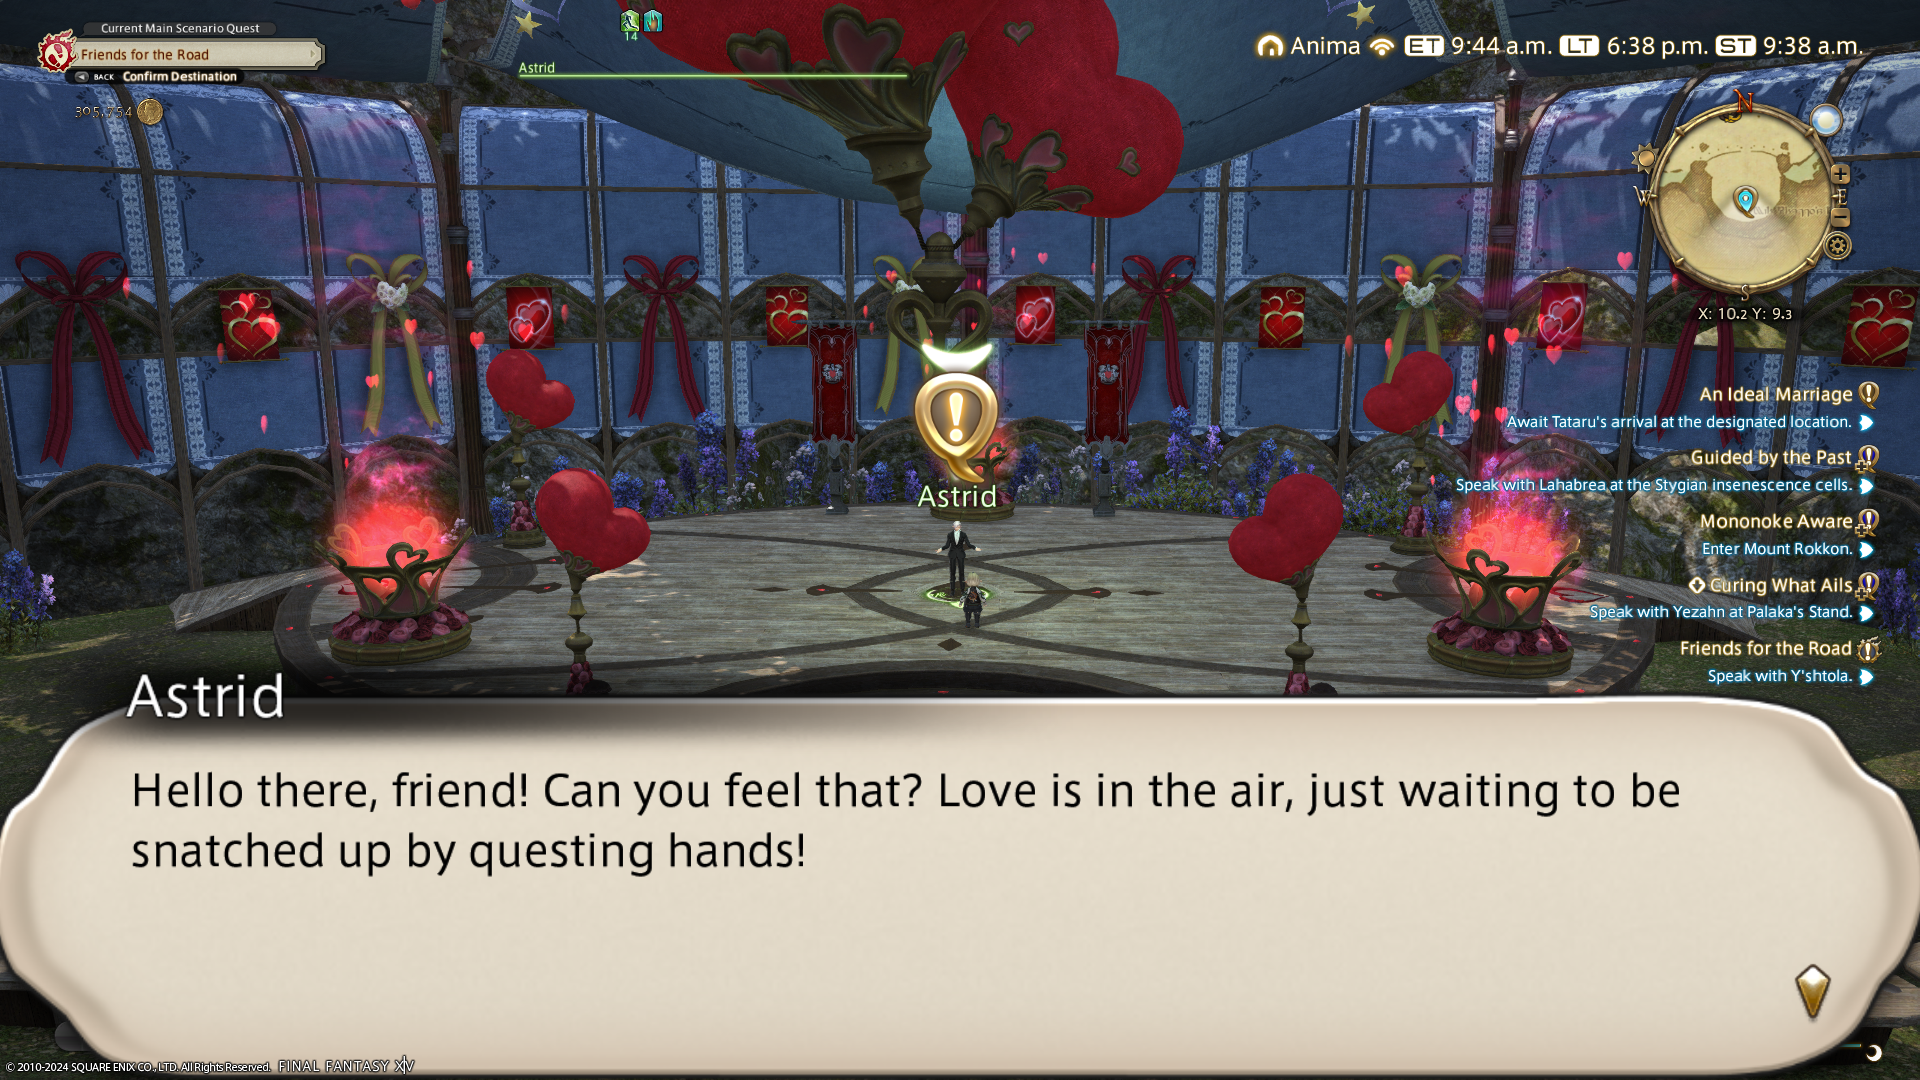 Current Main Scenario Quest
Friends for the Road
BACK Confirm Destination
395,754
14
Astrid
Anima ET 9:44 a.m. LT 6:38 p.m. ST 9:38 a.m.
N
W
E
S
X: 10.2 Y: 9.3
An Ideal Marriage
Await Tataru's arrival at the designated location.
Guided by the Past
Speak with Lahabrea at the Stygian insenescence cells.
Mononoke Aware
Enter Mount Rokkon.
Curing What Ails
Speak with Yezahn at Palaka's Stand.
Friends for the Road
Speak with Y'shtola.
Astrid
Astrid
Hello there, friend! Can you feel that? Love is in the air, just waiting to be
snatched up by questing hands!
© 2010-2024 SQUARE ENIX CO., LTD. All Rights Reserved. FINAL FANTASY XIV